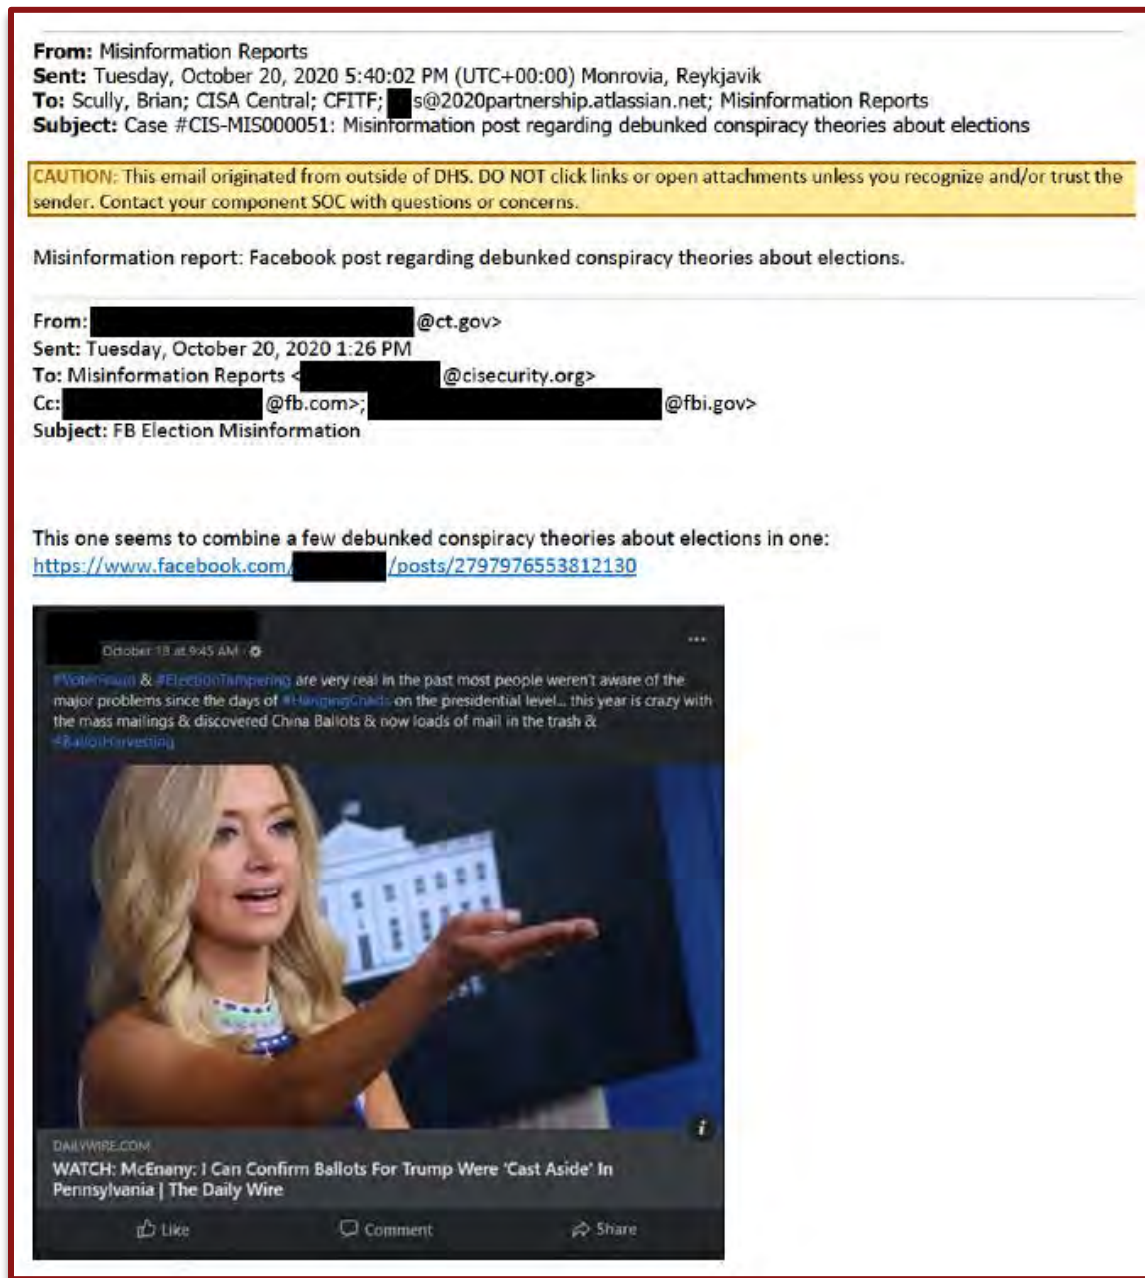 From: Misinformation Reports
Sent: Tuesday, October 20, 2020 5:40:02 PM (UTC+00:00) Monrovia, Reykjavik
To: Scully, Brian; CISA Central; CFITF; s@2020partnership.atlassian.net; Misinformation Reports
Subject: Case #CIS-MIS000051: Misinformation post regarding debunked conspiracy theories about elections
CAUTION: This email originated from outside of DHS. DO NOT click links or open attachments unless you recognize and/or trust the
sender. Contact your component SOC with questions or concerns.
Misinformation report: Facebook post regarding debunked conspiracy theories about elections.
From: @ct.gov>
Sent: Tuesday, October 20, 2020 1:26 PM
To: Misinformation Reports < @cisecurity.org>
Cc: @fb.com>; @fbi.gov>
Subject: FB Election Misinformation
This one seems to combine a few debunked conspiracy theories about elections in one:
https://www.facebook.com/ /posts/2797976553812130
October 19 at 9:45 AM ·
#VoterFraud & #ElectionTampering are very real in the past most people weren't aware of the
major problems since the days of #HangingChads on the presidential level... this year is crazy with
the mass mailings & discovered China Ballots & now loads of mail in the trash &
#BallotHarvesting
DAILYWIRE.COM
WATCH: McEnany: I Can Confirm Ballots For Trump Were 'Cast Aside' In
Pennsylvania | The Daily Wire
Like
Comment
Share